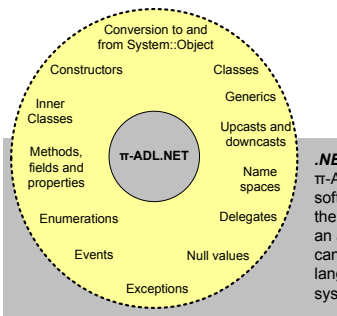 Conversion to and
from System::Object
Constructors
Classes
Generics
Inner
Classes
Upcasts and
downcasts
π-ADL.NET
Methods,
fields and
properties
Name
spaces
Enumerations
Delegates
Events
Null values
Exceptions
.NE
π-A
soft
the
an
can
lang
sys